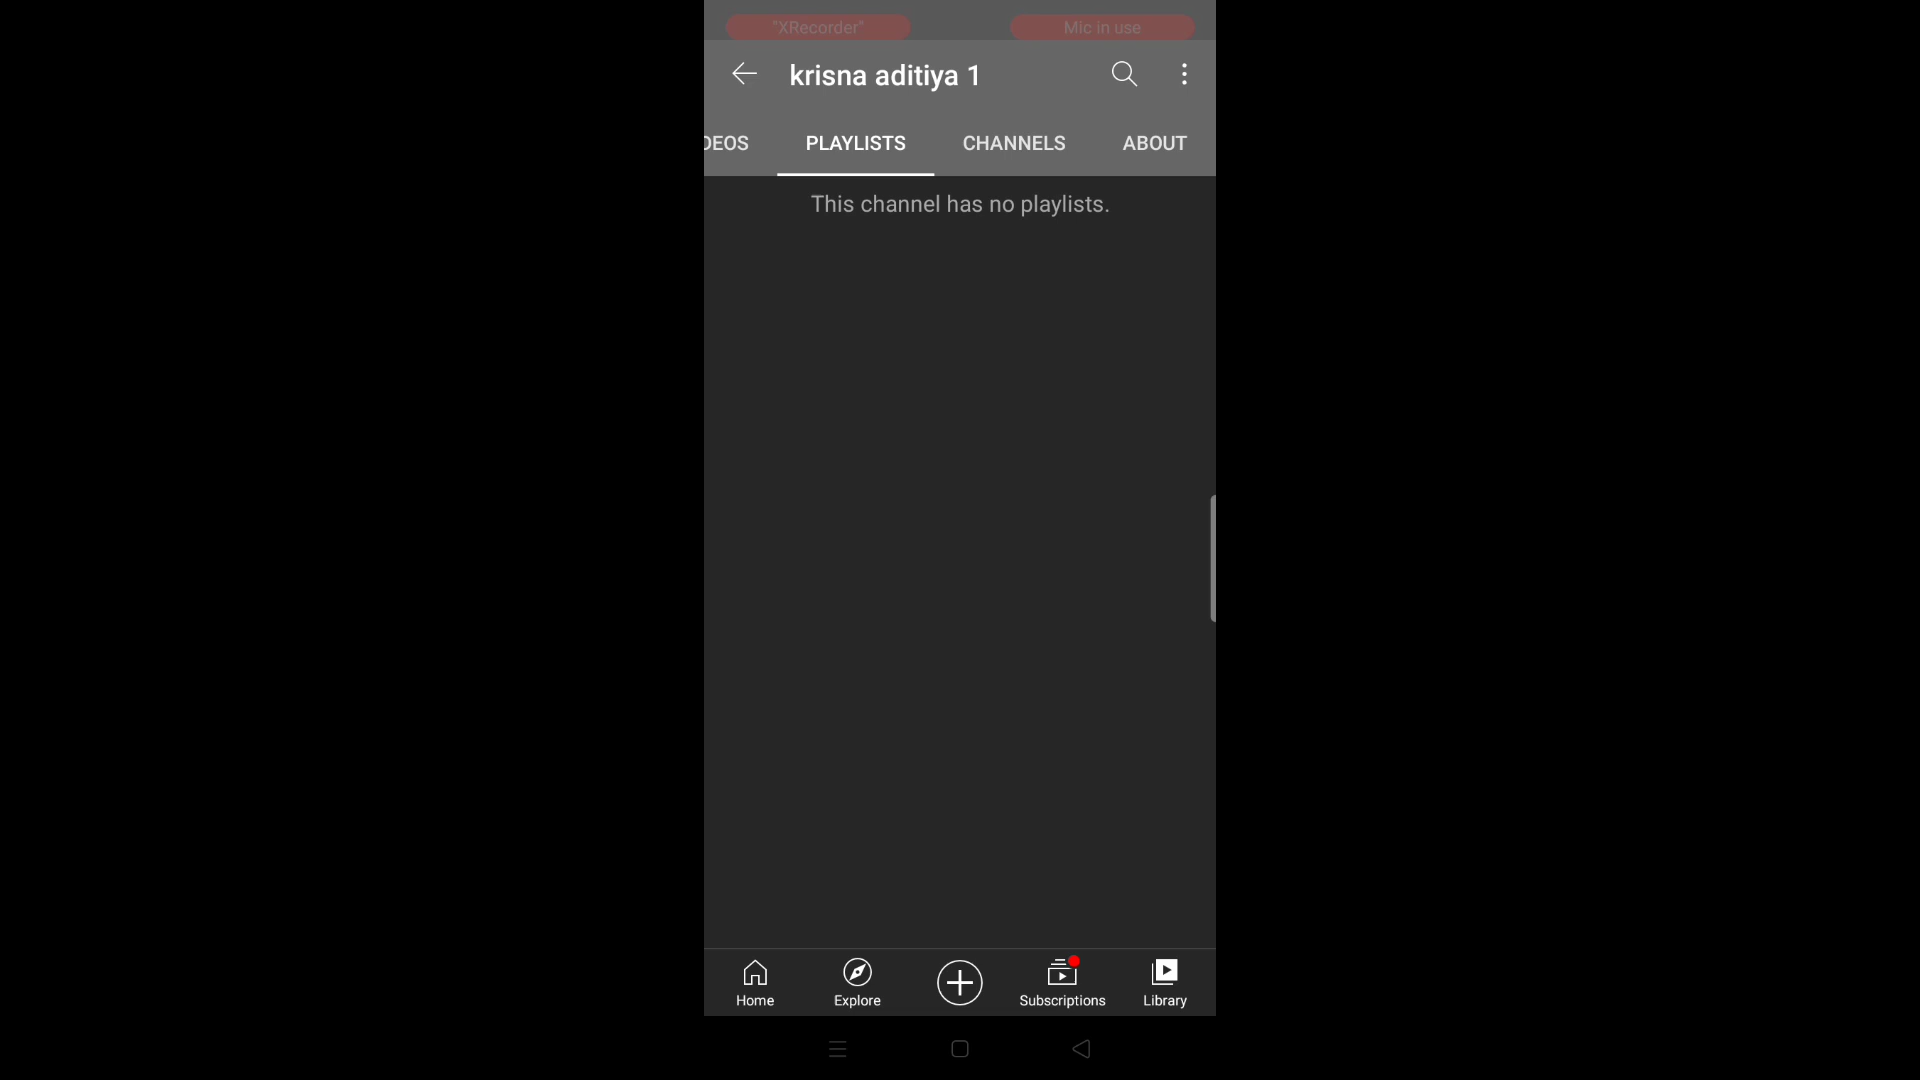 "XRecorder" Mic in use
krisna aditiya 1
DEOS PLAYLISTS CHANNELS ABOUT
This channel has no playlists.
Home Explore Subscriptions Library